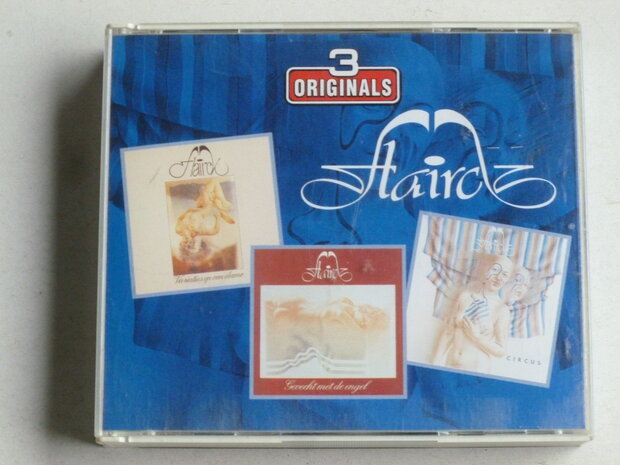 3
ORIGINALS
flairck
flairck
Variaties op een dame
flairck
Gevecht met de engel
flairck
CIRCUS